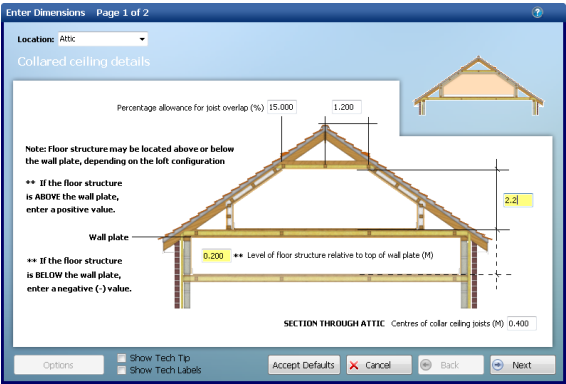 Enter Dimensions Page 1 of 2
?
Location: Attic
Collared ceiling details
Percentage allowance for joist overlap (%) 15.000 1.200
Note: Floor structure may be located above or below
the wall plate, depending on the loft configuration
** If the floor structure
is ABOVE the wall plate,
enter a positive value.
2.2
Wall plate
0.200 ** Level of floor structure relative to top of wall plate (M)
** If the floor structure
is BELOW the wall plate,
enter a negative (-) value.
SECTION THROUGH ATTIC Centres of collar ceiling joists (M) 0.400
Options
Show Tech Tip
Show Tech Labels
Accept Defaults
Cancel
Back
Next